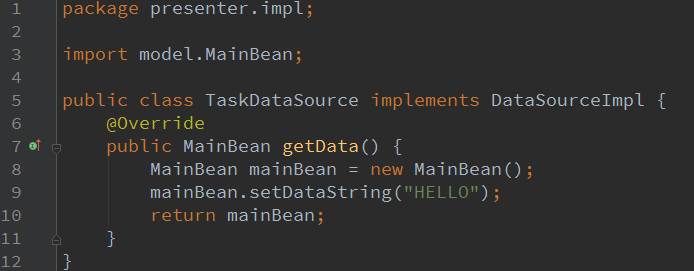 1 package presenter.impl;
2
3 import model.MainBean;
4
5 public class TaskDataSource implements DataSourceImpl {
6     @Override
7     public MainBean getData() {
8         MainBean mainBean = new MainBean();
9         mainBean.setDataString("HELLO");
10         return mainBean;
11     }
12 }